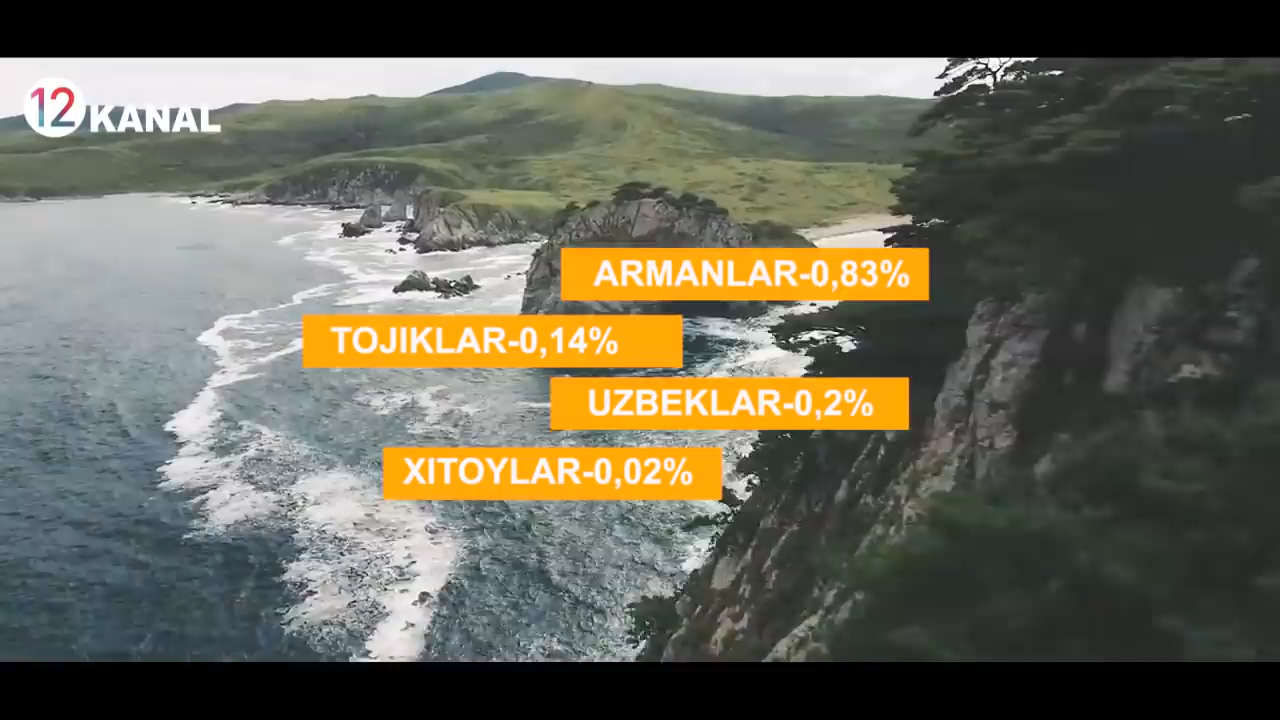 12 KANAL
ARMANLAR-0,83%
TOJIKLAR-0,14%
UZBEKLAR-0,2%
XITOYLAR-0,02%